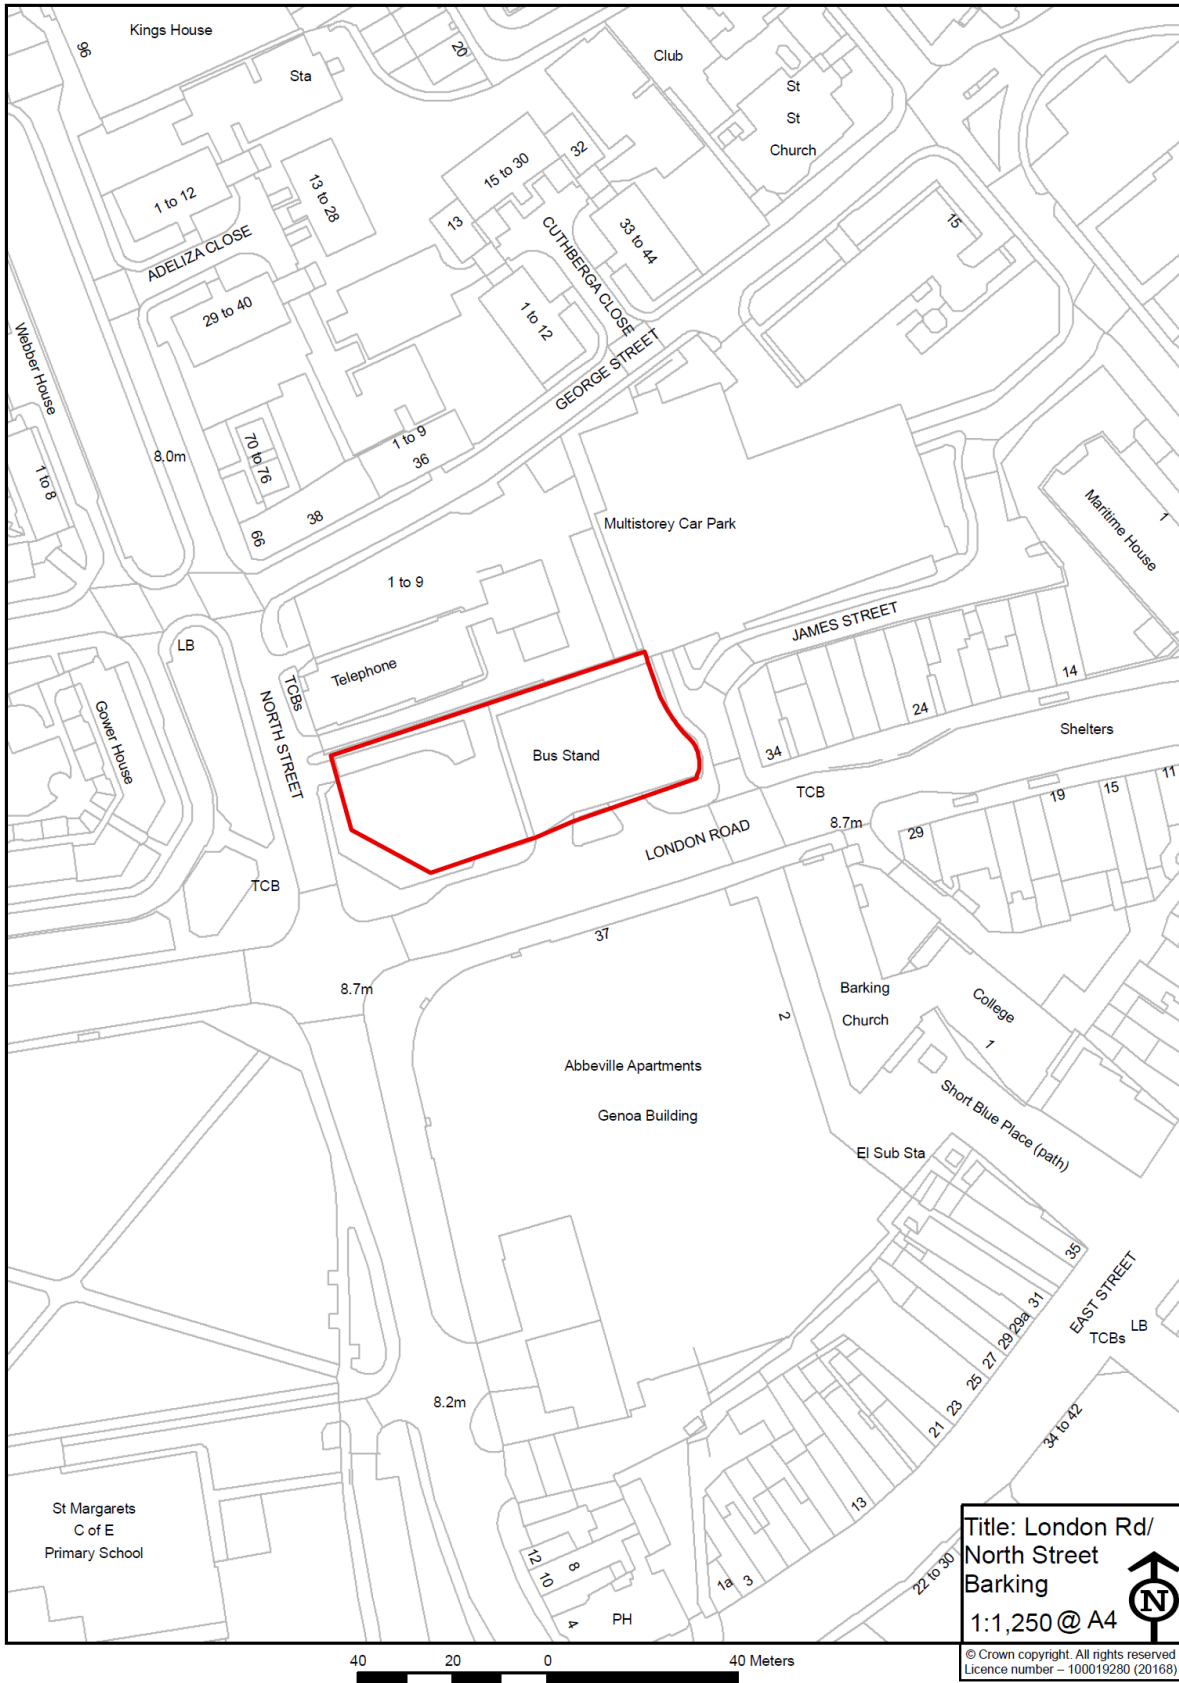 Kings House
96
20
Sta
Club
St
St
Church
1 to 12
13 to 28
15 to 30
32
13
33 to 44
15
ADELIZA CLOSE
CUTHBERGA CLOSE
29 to 40
1 to 12
Webber House
GEORGE STREET
8.0m
70 to 76
1 to 9
36
1 to 8
38
66
Multistorey Car Park
Maritime House
1
1 to 9
JAMES STREET
LB
Telephone
TCBs
NORTH STREET
Gower House
14
24
34
Shelters
Bus Stand
TCB
LONDON ROAD
8.7m
29
19
15
11
TCB
37
8.7m
2
Barking
Church
College
1
Abbeville Apartments
Genoa Building
Short Blue Place (path)
El Sub Sta
35
EAST STREET
31
29a
29
27
25
23
21
TCBs
LB
8.2m
34 to 42
St Margarets
C of E
Primary School
13
12
10
8
4
1a
3
PH
22 to 30
Title: London Rd/
North Street
Barking
N
1:1,250 @ A4
© Crown copyright. All rights reserved
Licence number – 100019280 (20168)
40 20 0 40 Meters